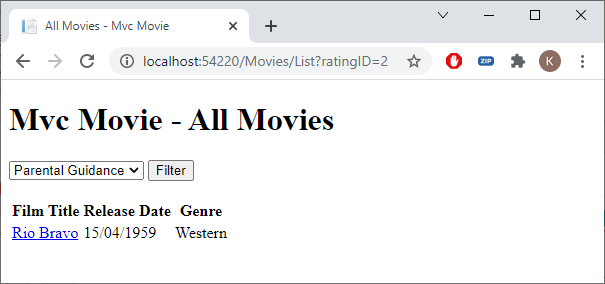 All Movies - Mvc Movie
localhost:54220/Movies/List?ratingID=2
ZIP
K
Mvc Movie - All Movies
Parental Guidance Filter
Film Title Release Date Genre
Rio Bravo 15/04/1959 Western